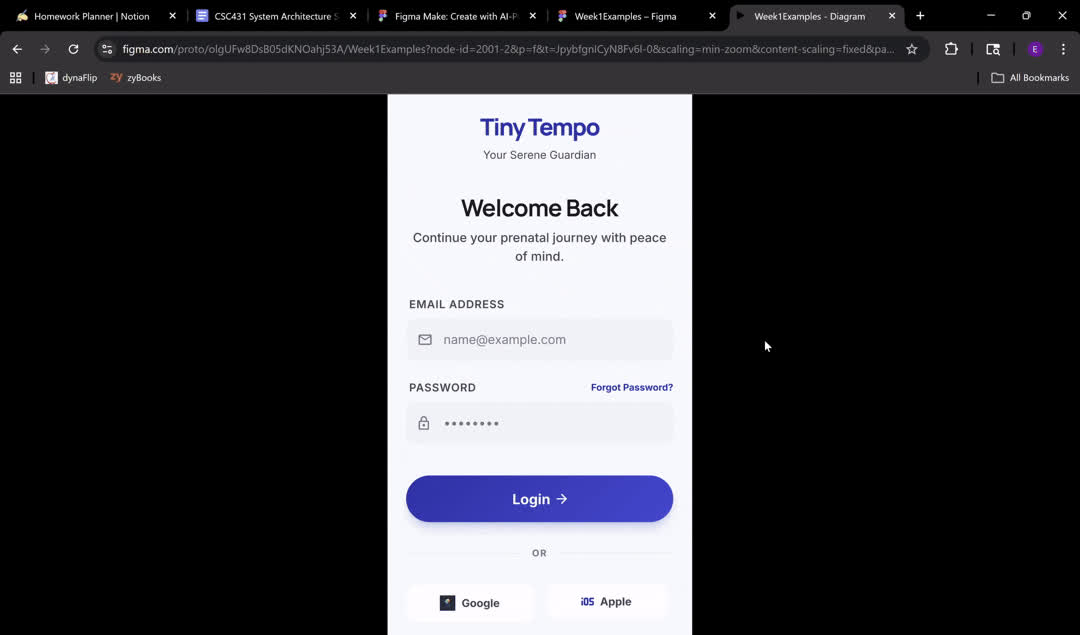 Homework Planner | Notion
CSC431 System Architecture S
Figma Make: Create with AI-P
Week1Examples – Figma
Week1Examples - Diagram
figma.com/proto/olgUFw8DsB05dKNOahj53A/Week1Examples?node-id=2001-2&p=f&t=JpybfgnlCyN8Fv6l-0&scaling=min-zoom&content-scaling=fixed&pa...
E
dynaFlip
zy zyBooks
All Bookmarks
Tiny Tempo
Your Serene Guardian
Welcome Back
Continue your prenatal journey with peace
of mind.
EMAIL ADDRESS
name@example.com
PASSWORD
Forgot Password?
Login →
OR
Google
iOS Apple